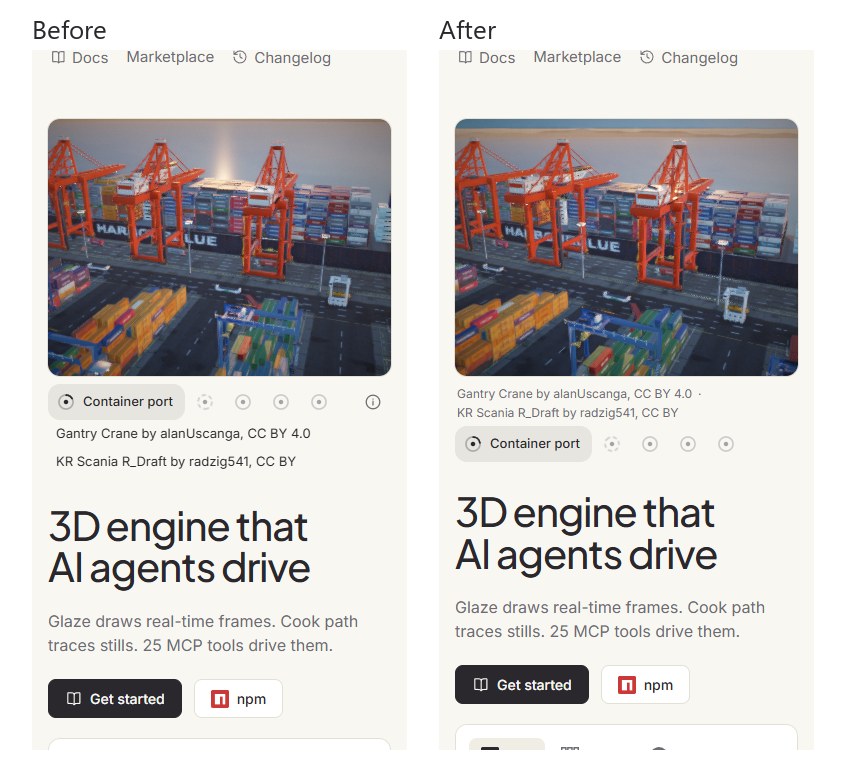 Before
Docs Marketplace Changelog
HARBOR BLUE
Container port
Gantry Crane by alanUscanga, CC BY 4.0
KR Scania R_Draft by radzig541, CC BY
3D engine that
AI agents drive
Glaze draws real-time frames. Cook path
traces stills. 25 MCP tools drive them.
Get started npm
After
Docs Marketplace Changelog
HARBOR BLUE
Gantry Crane by alanUscanga, CC BY 4.0 ·
KR Scania R_Draft by radzig541, CC BY
Container port
3D engine that
AI agents drive
Glaze draws real-time frames. Cook path
traces stills. 25 MCP tools drive them.
Get started npm